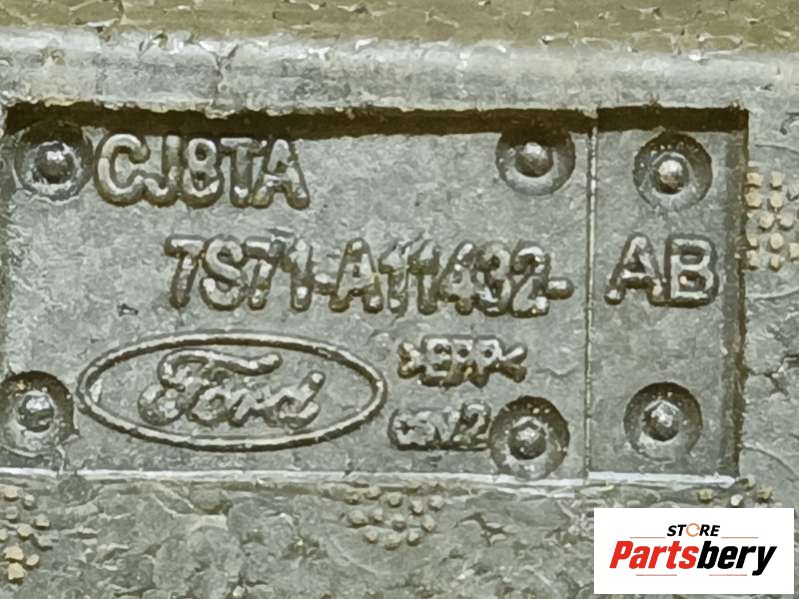 CJ8TA
7S71-A11432- AB
Ford
>EPP<
STORE
Partsbery